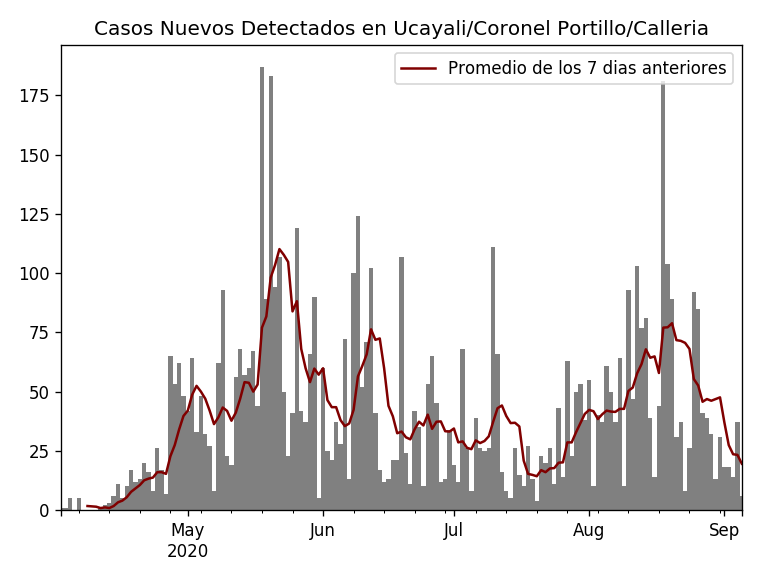 Casos Nuevos Detectados en Ucayali/Coronel Portillo/Calleria
Promedio de los 7 dias anteriores
175
150
125
100
75
50
25
0
May
2020
Jun
Jul
Aug
Sep